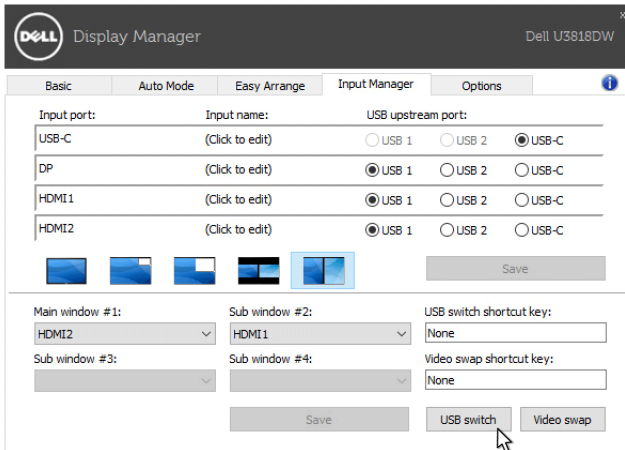 DELL Display Manager Dell U3818DW
Basic Auto Mode Easy Arrange Input Manager Options
Input port: Input name: USB upstream port:
USB-C (Click to edit) USB 1 USB 2 USB-C
DP (Click to edit) USB 1 USB 2 USB-C
HDMI1 (Click to edit) USB 1 USB 2 USB-C
HDMI2 (Click to edit) USB 1 USB 2 USB-C
Save
Main window #1: Sub window #2: USB switch shortcut key:
HDMI2 HDMI1 None
Sub window #3: Sub window #4: Video swap shortcut key:
None
Save USB switch Video swap